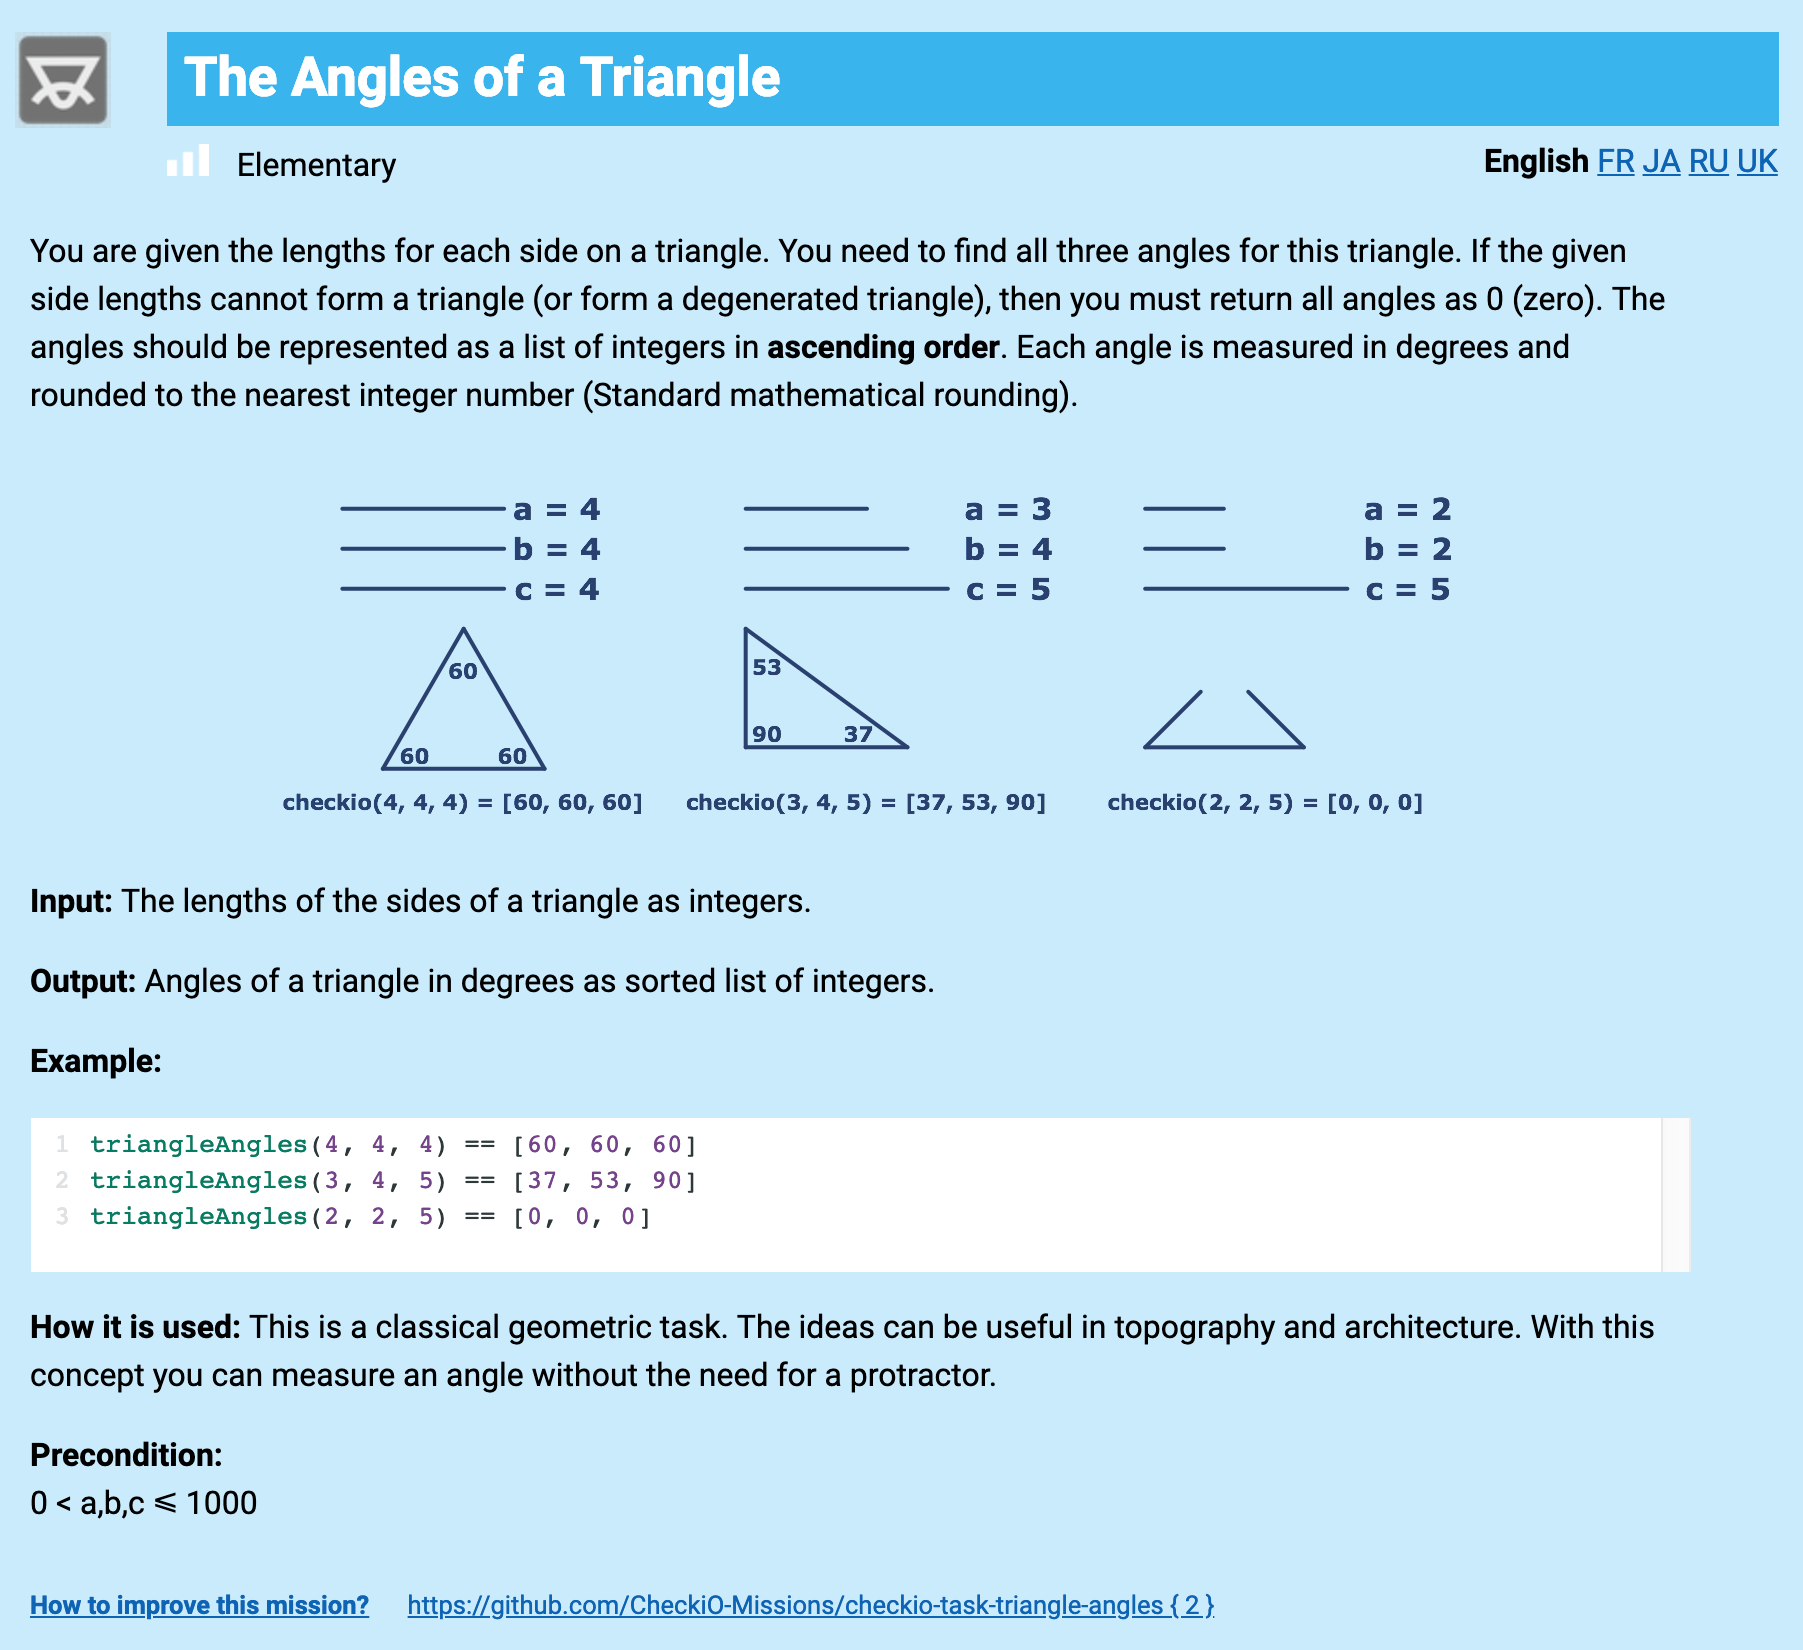 The Angles of a Triangle
Elementary
English FR JA RU UK
You are given the lengths for each side on a triangle. You need to find all three angles for this triangle. If the given
side lengths cannot form a triangle (or form a degenerated triangle), then you must return all angles as 0 (zero). The
angles should be represented as a list of integers in ascending order. Each angle is measured in degrees and
rounded to the nearest integer number (Standard mathematical rounding).
a = 4
b = 4
c = 4
60
60 60
checkio(4, 4, 4) = [60, 60, 60]
a = 3
b = 4
c = 5
53
90 37
checkio(3, 4, 5) = [37, 53, 90]
a = 2
b = 2
c = 5
checkio(2, 2, 5) = [0, 0, 0]
Input: The lengths of the sides of a triangle as integers.
Output: Angles of a triangle in degrees as sorted list of integers.
Example:
1 triangleAngles(4, 4, 4) == [60, 60, 60]
2 triangleAngles(3, 4, 5) == [37, 53, 90]
3 triangleAngles(2, 2, 5) == [0, 0, 0]
How it is used: This is a classical geometric task. The ideas can be useful in topography and architecture. With this
concept you can measure an angle without the need for a protractor.
Precondition:
0 < a,b,c ⩽ 1000
How to improve this mission? https://github.com/CheckiO-Missions/checkio-task-triangle-angles { 2 }